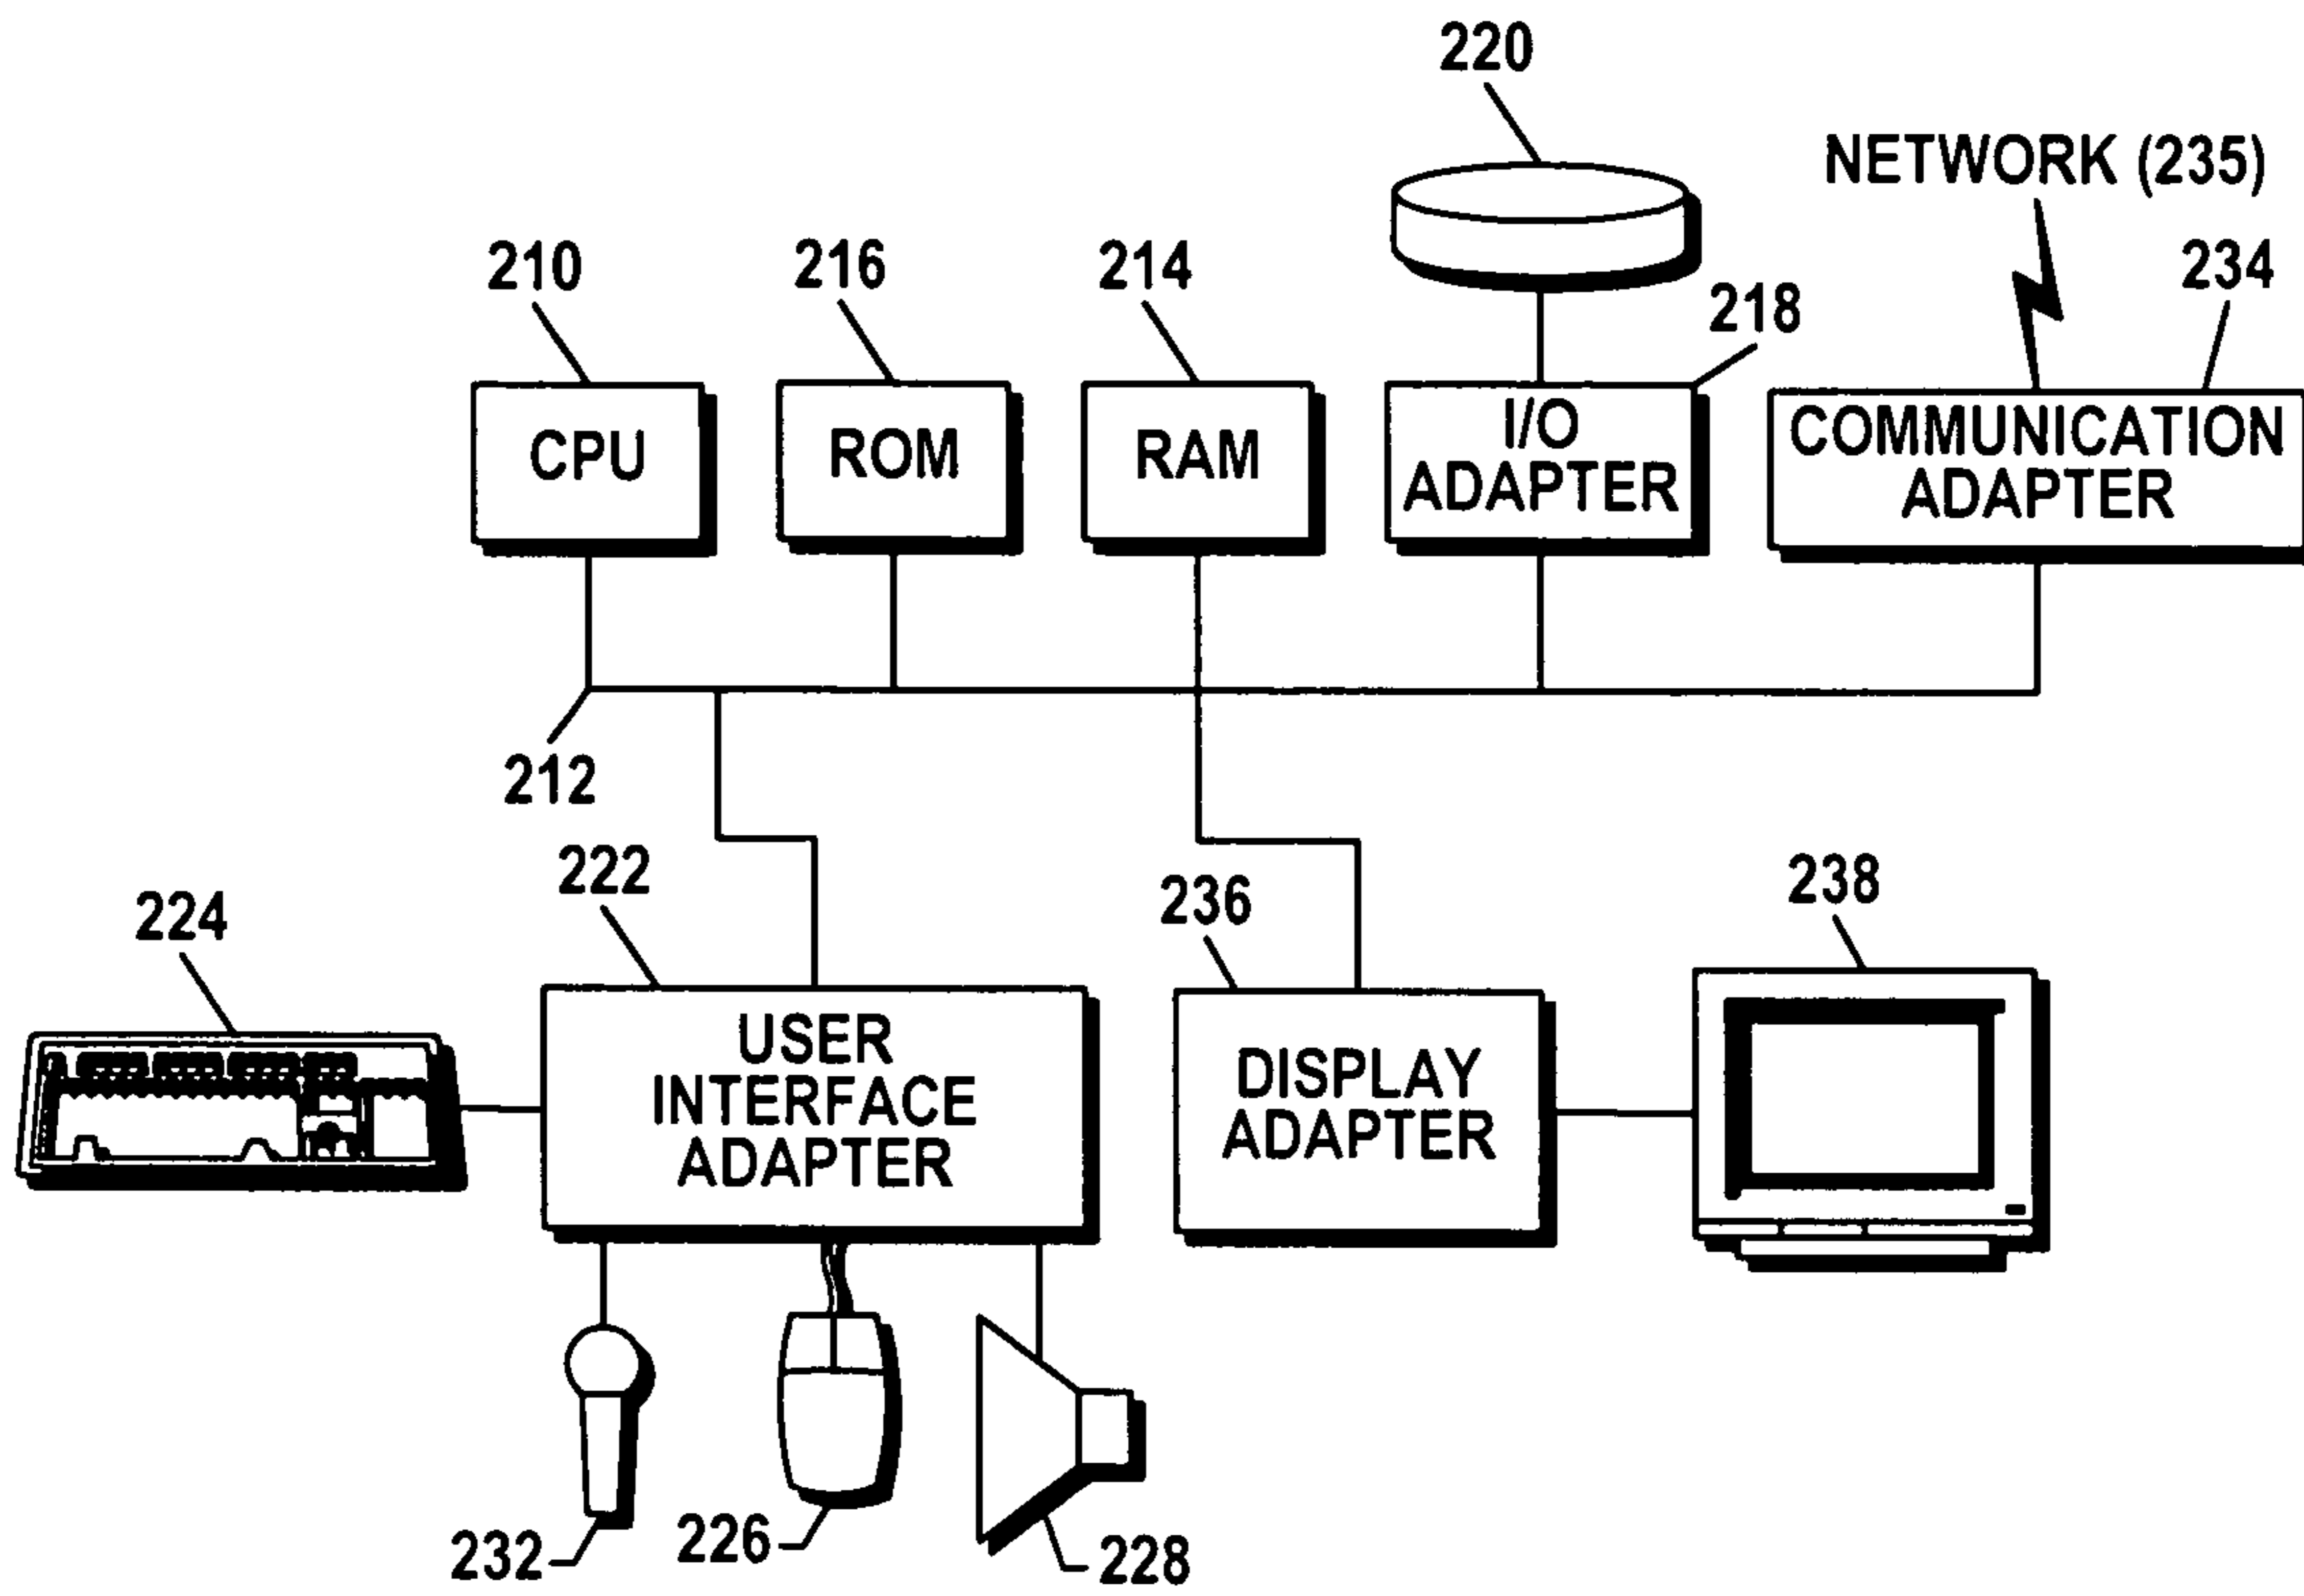 220
NETWORK (235)
210
216
214
218
234
CPU
ROM
RAM
I/O
ADAPTER
COMMUNICATION
ADAPTER
212
222
224
236
238
USER
INTERFACE
ADAPTER
DISPLAY
ADAPTER
232
226
228